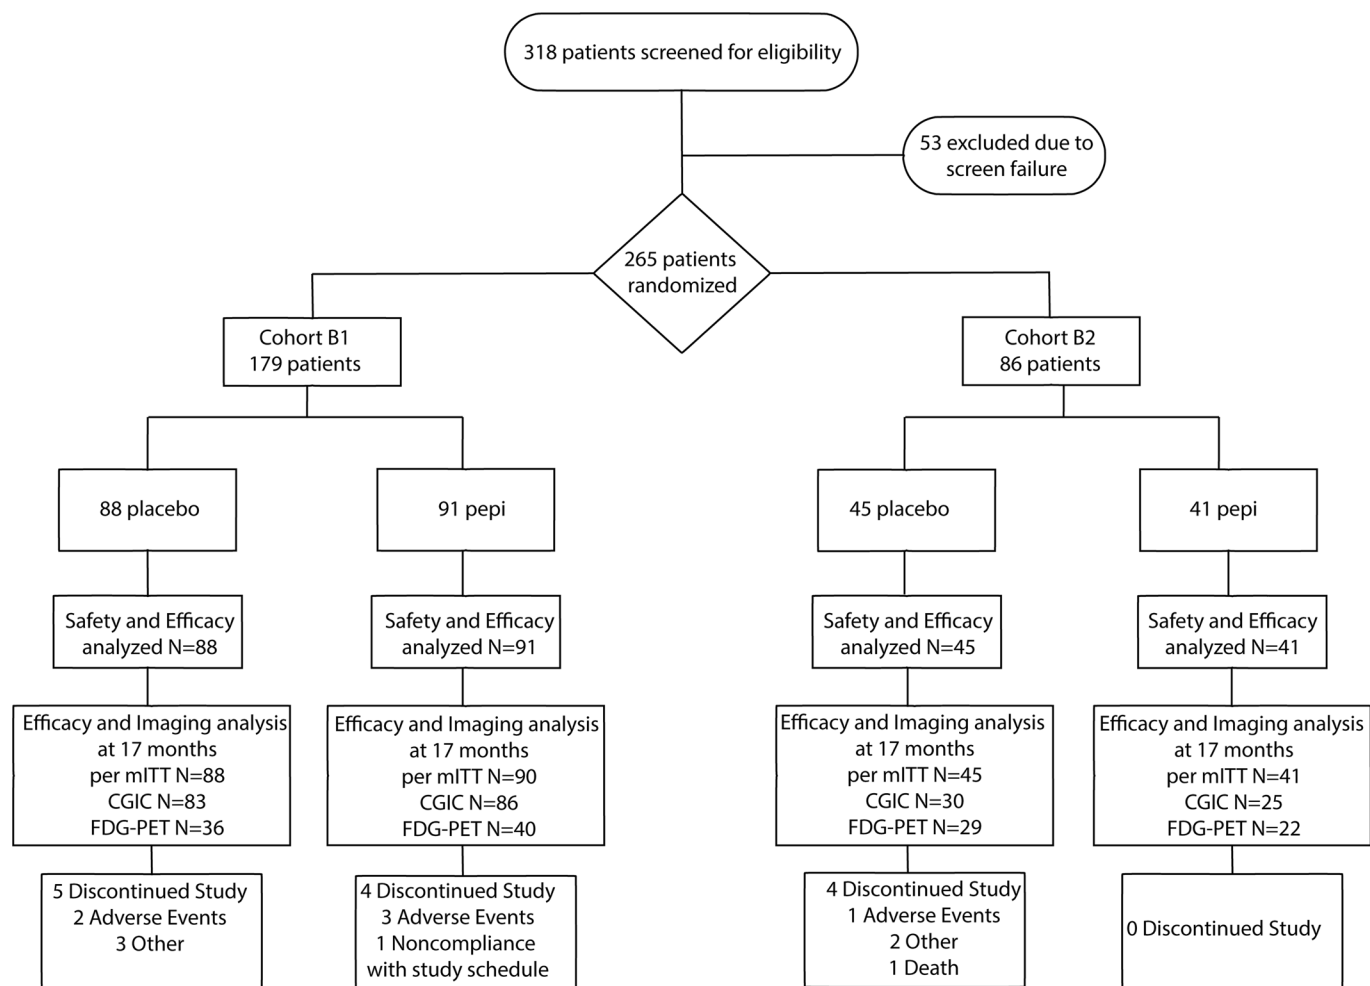 318 patients screened for eligibility
53 excluded due to
screen failure
265 patients
randomized
Cohort B1
179 patients
Cohort B2
86 patients
88 placebo
91 pepi
45 placebo
41 pepi
Safety and Efficacy
analyzed N=88
Safety and Efficacy
analyzed N=91
Safety and Efficacy
analyzed N=45
Safety and Efficacy
analyzed N=41
Efficacy and Imaging analysis
at 17 months
per mITT N=88
CGIC N=83
FDG-PET N=36
Efficacy and Imaging analysis
at 17 months
per mITT N=90
CGIC N=86
FDG-PET N=40
Efficacy and Imaging analysis
at 17 months
per mITT N=45
CGIC N=30
FDG-PET N=29
Efficacy and Imaging analysis
at 17 months
per mITT N=41
CGIC N=25
FDG-PET N=22
5 Discontinued Study
2 Adverse Events
3 Other
4 Discontinued Study
3 Adverse Events
1 Noncompliance
with study schedule
4 Discontinued Study
1 Adverse Events
2 Other
1 Death
0 Discontinued Study